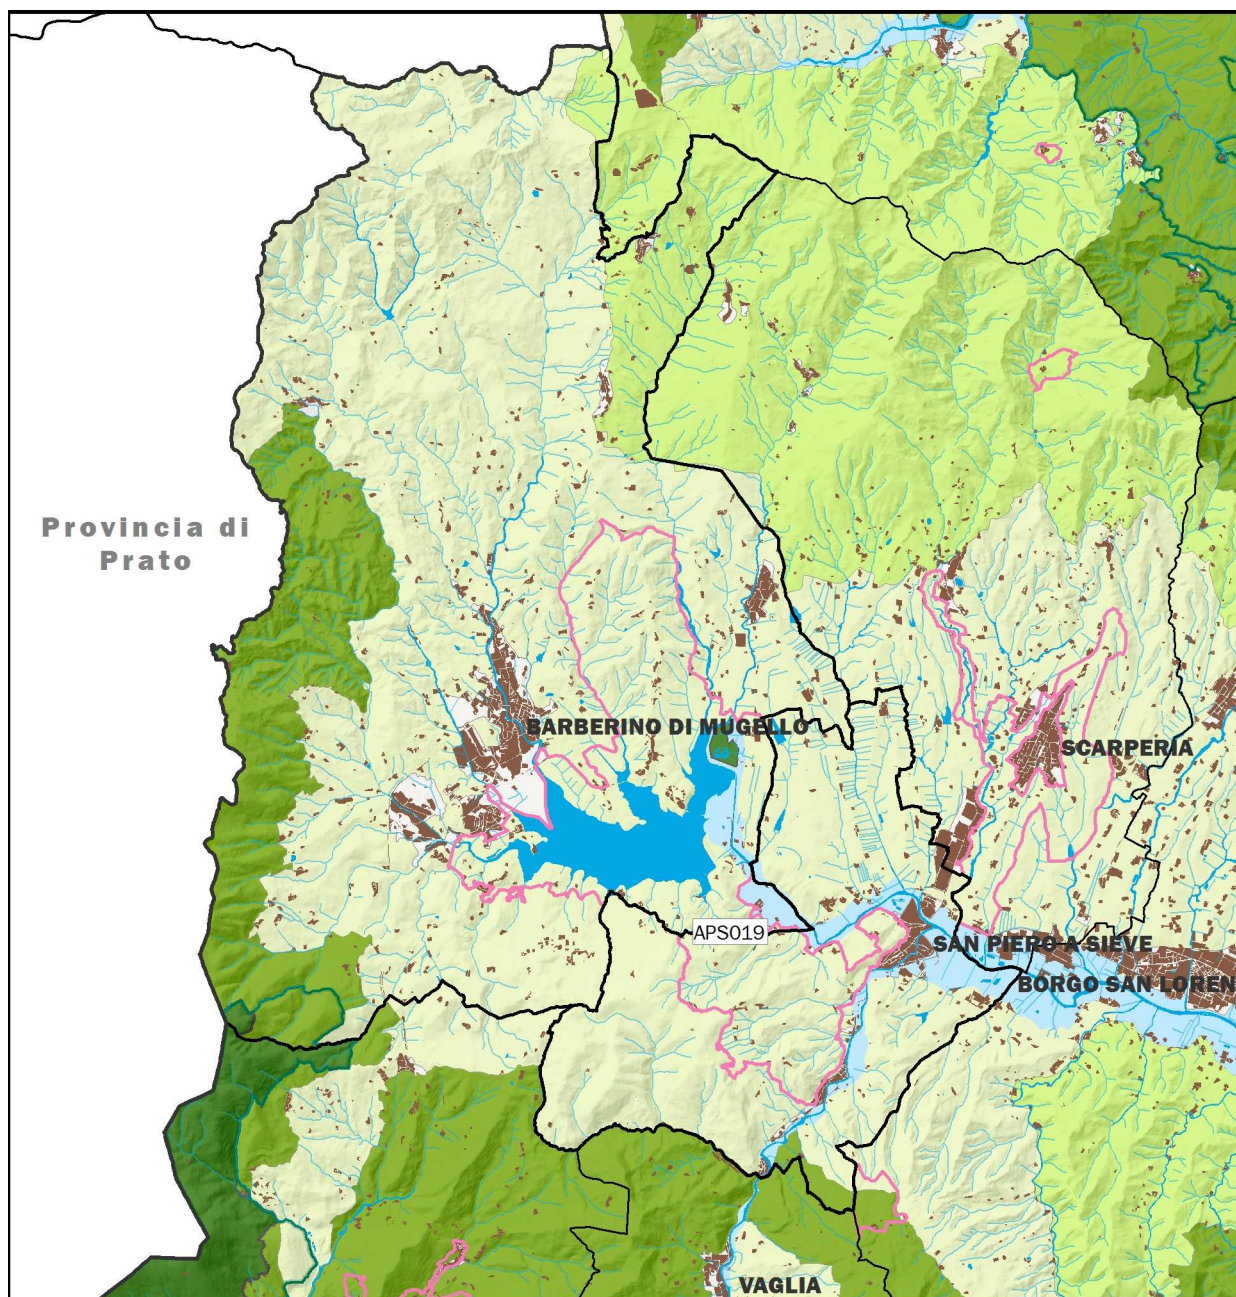 Provincia di
Prato
BARBERINO DI MUGELLO
SCARPERIA
APS019
SAN PIERO A SIEVE
BORGO SAN LOREN
VAGLIA